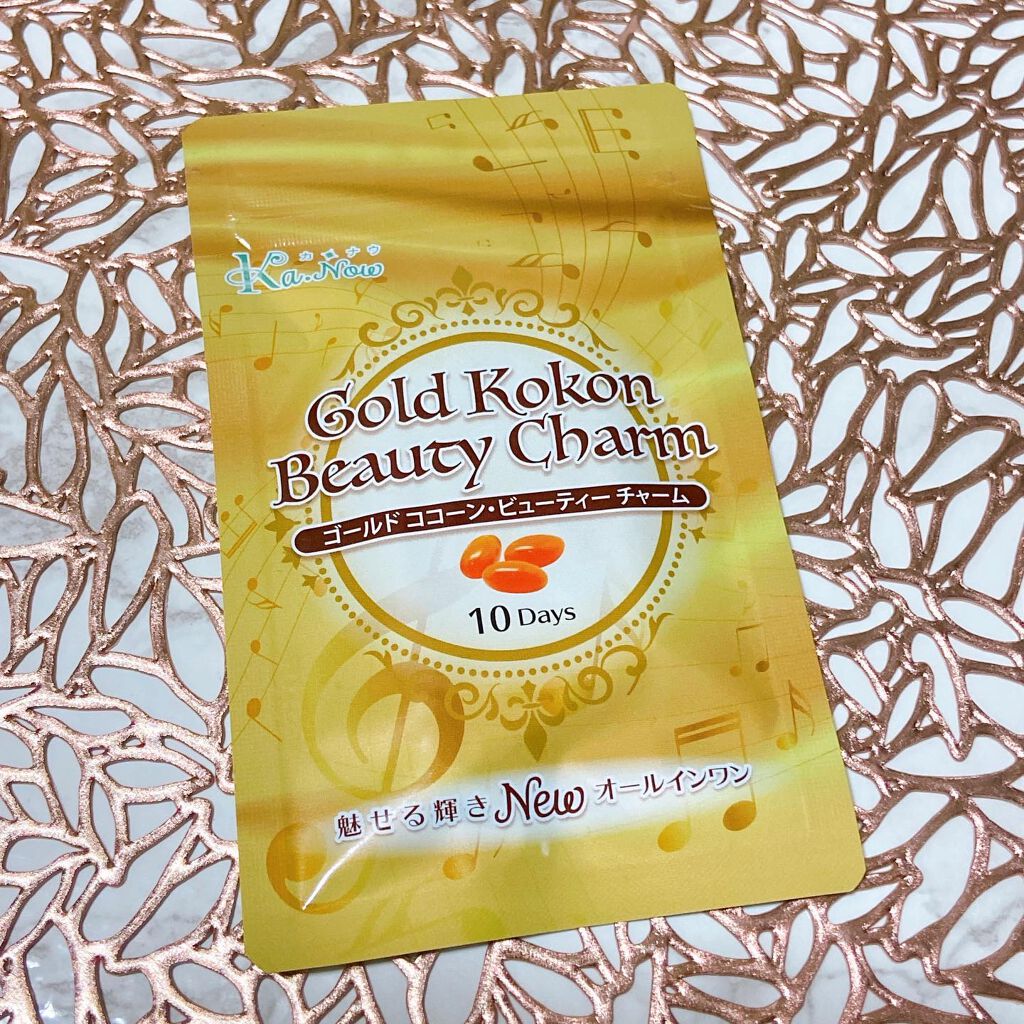 カナウ
Ka.Now
Gold Kokon
Beauty Charm
ゴールド ココーン・ビューティー チャーム
10 Days
魅せる輝き New オールインワン